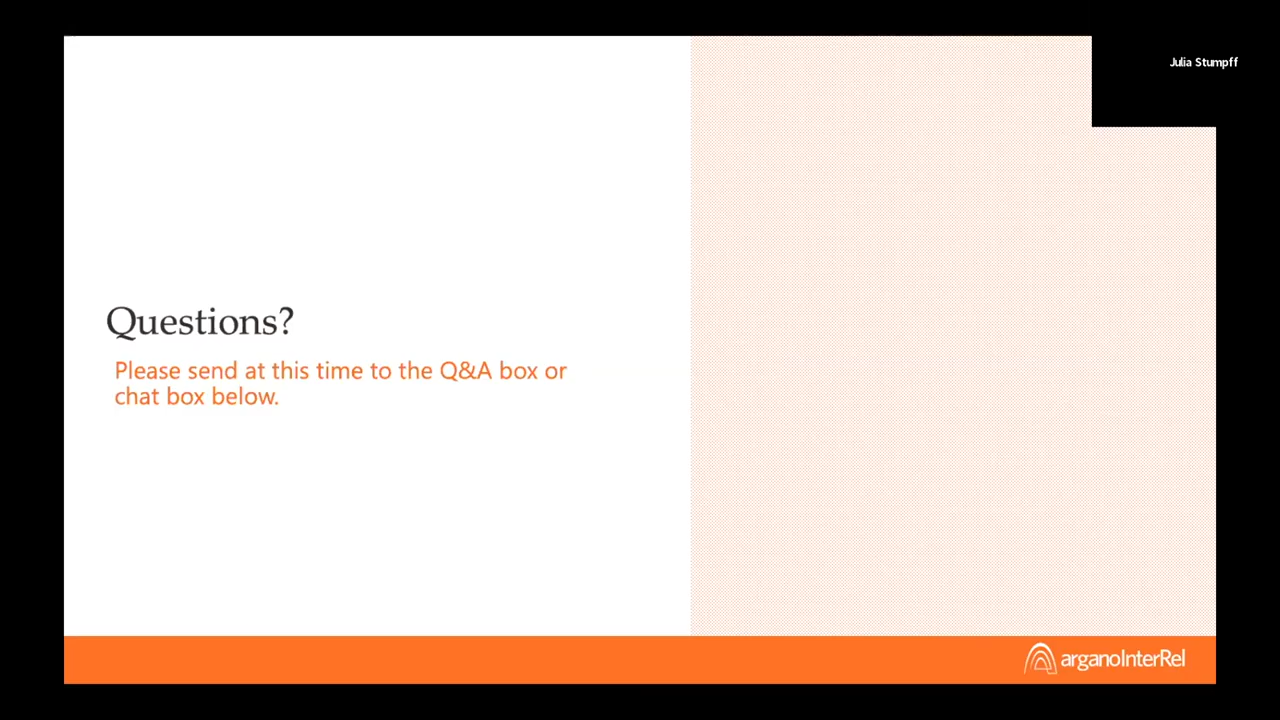 Julia Stumpff
Questions?
Please send at this time to the Q&A box or
chat box below.
arganoInterRel